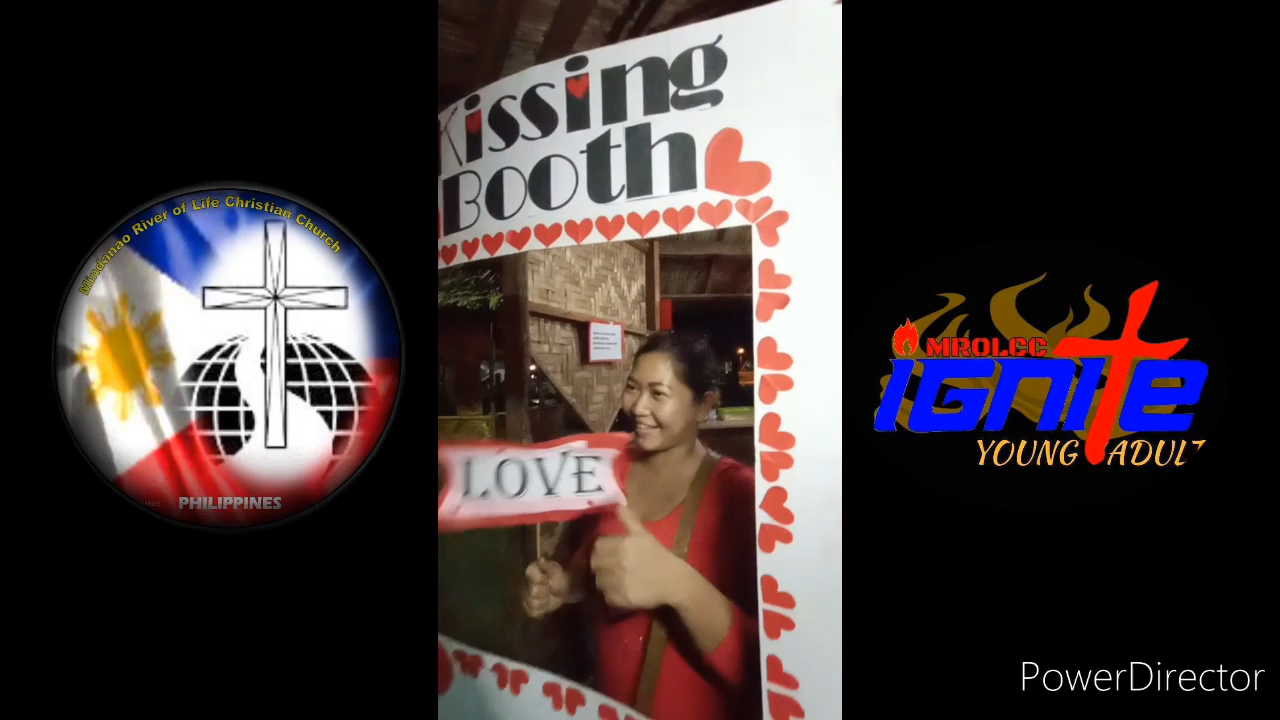 Mindanao River of Life Christian Church
PHILIPPINES
Kissing
Booth
LOVE
MROLCC
IGNITE
YOUNG ADULT
PowerDirector